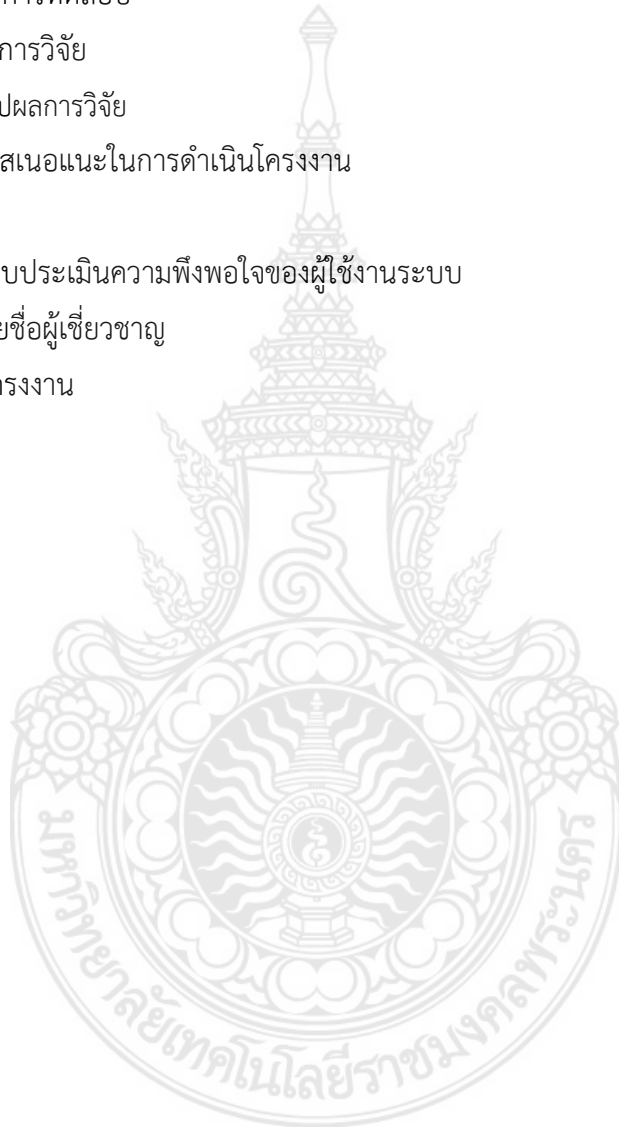 การวิจัย
ปผลการวิจัย
สเนอแนะในการดำเนินโครงงาน
บประเมินความพึงพอใจของผู้ใช้งานระบบ
ยชื่อผู้เชี่ยวชาญ
ครงงาน
มหาวิทยาลัยเทคโนโลยีราชมงคลพระนคร